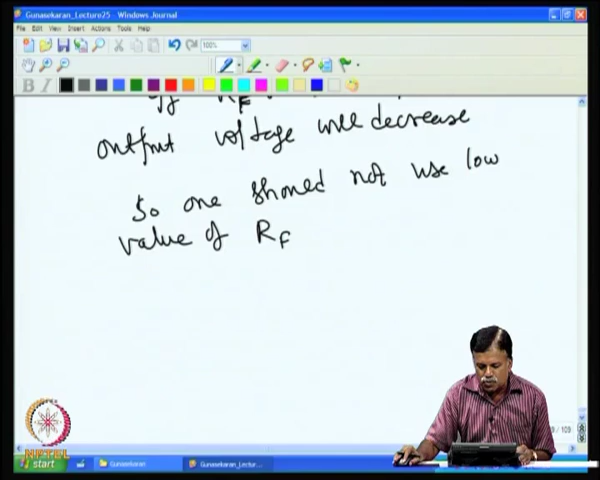 Gunasekaran_Lecture25 - Windows Journal
File Edit View Insert Actions Tools Help
100%
B I
output voltage will decrease
So one should not use low
value of RF
/ 103
NPTEL
start Gunasekaran Gunasekaran_Lectur...